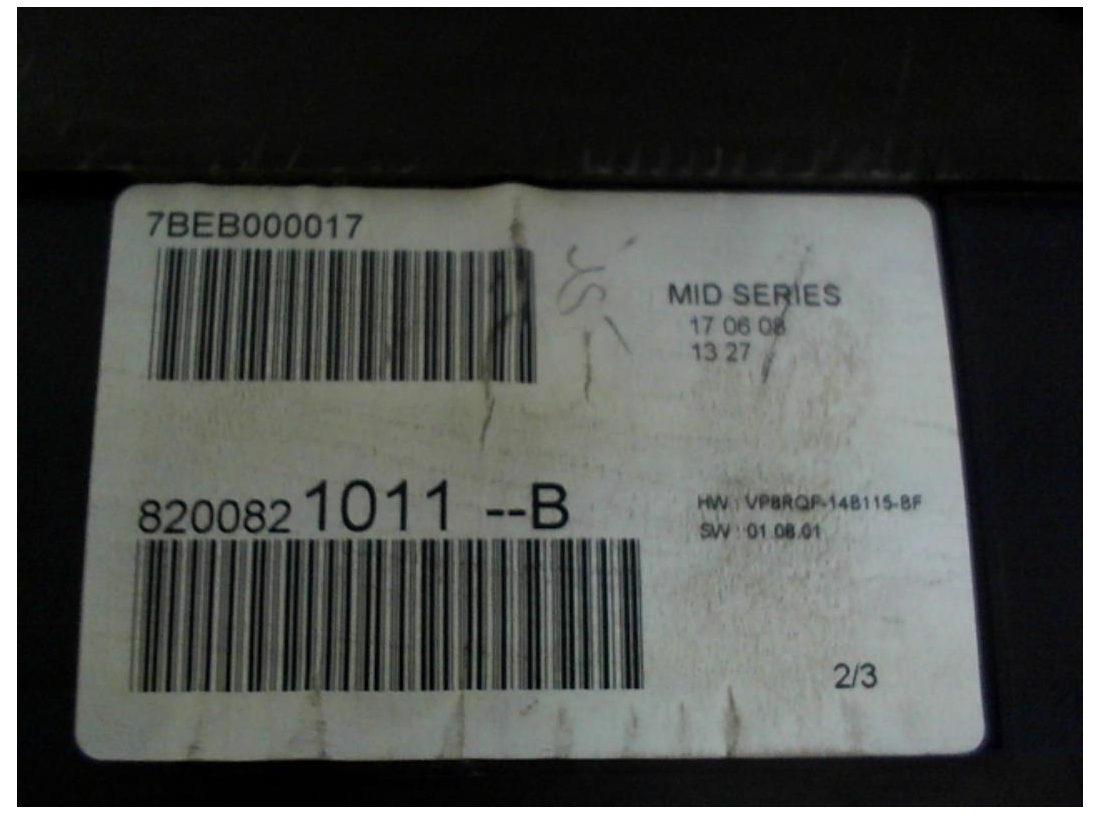 7BEB000017
MID SERIES
17 06 08
13 27
8200821011 --B
HW : VP8RQF-14B115-BF
SW : 01.08.01
2/3